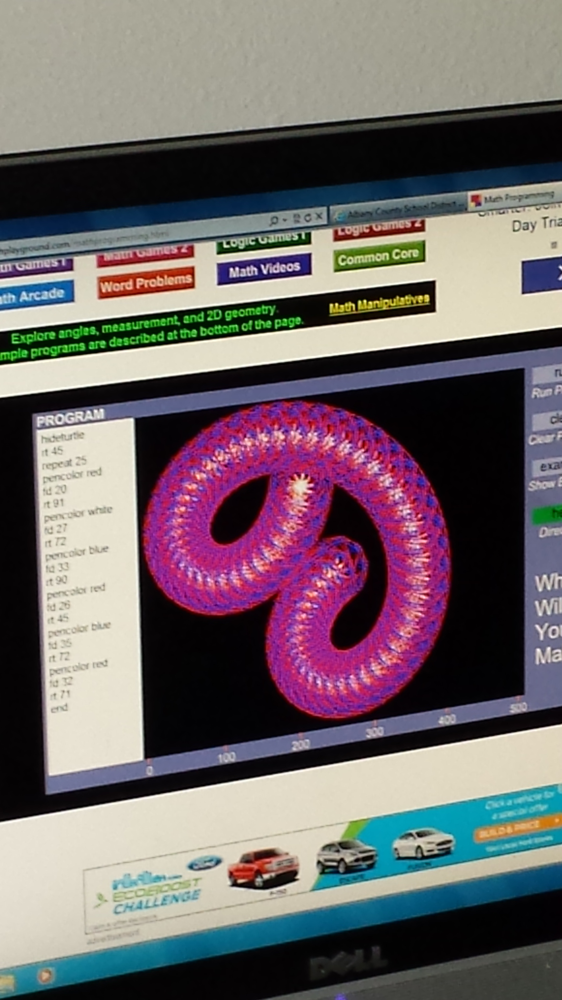 Albany County School District ...
Math Programming
hplayground.com/mathprogramming.html
th Games 1
Math Games 2
Logic Games 1
Logic Games 2
Day Tria
th Arcade
Word Problems
Math Videos
Common Core
Explore angles, measurement, and 2D geometry.
mple programs are described at the bottom of the page.
Math Manipulatives
PROGRAM
hideturtle
rt 45
repeat 25
pencolor red
fd 20
rt 91
pencolor white
fd 27
rt 72
pencolor blue
fd 33
rt 90
pencolor red
fd 26
rt 45
pencolor blue
fd 35
rt 72
pencolor red
fd 32
rt 71
end
0
100
200
300
400
500
ru
Run P
cle
Clear P
exa
Show E
he
Direc
Wh
Wil
You
Ma
Ford
ECOBOOST
CHALLENGE
F-150
ESCAPE
FUSION
Click a vehicle for
a special offer
BUILD & PRICE
Advertisement
DELL